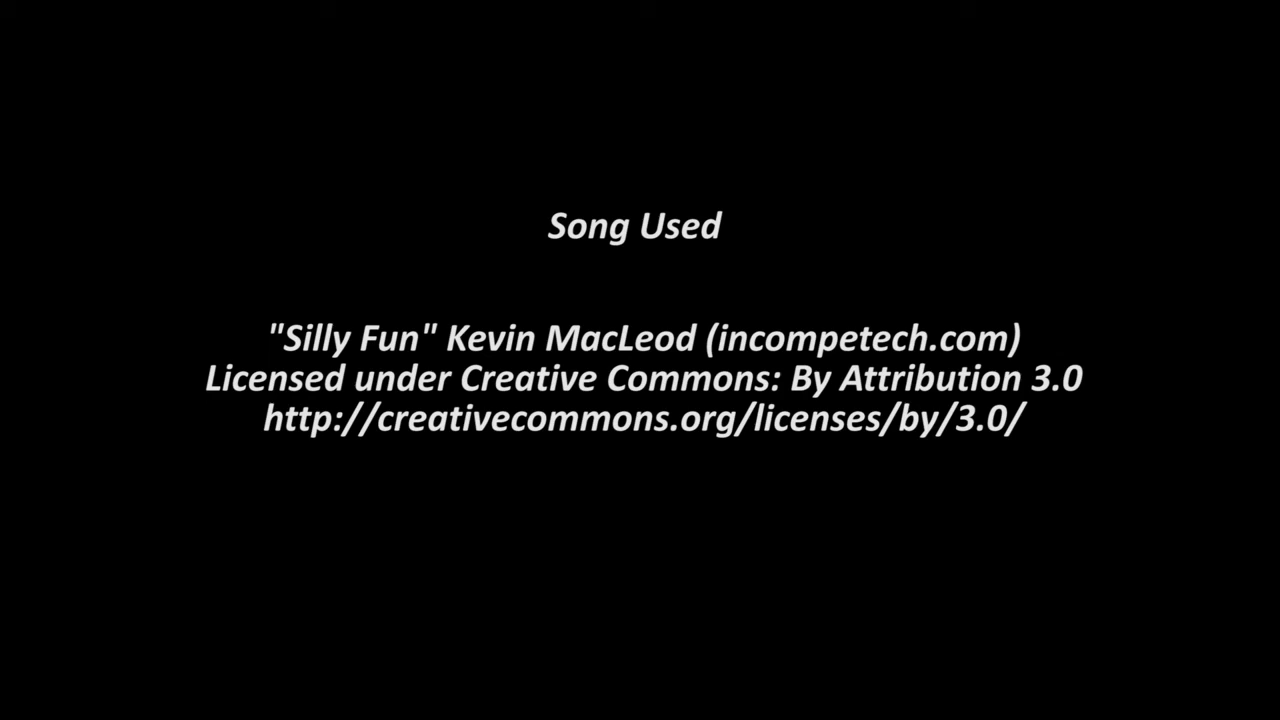 Song Used
"Silly Fun" Kevin MacLeod (incompetech.com)
Licensed under Creative Commons: By Attribution 3.0
http://creativecommons.org/licenses/by/3.0/